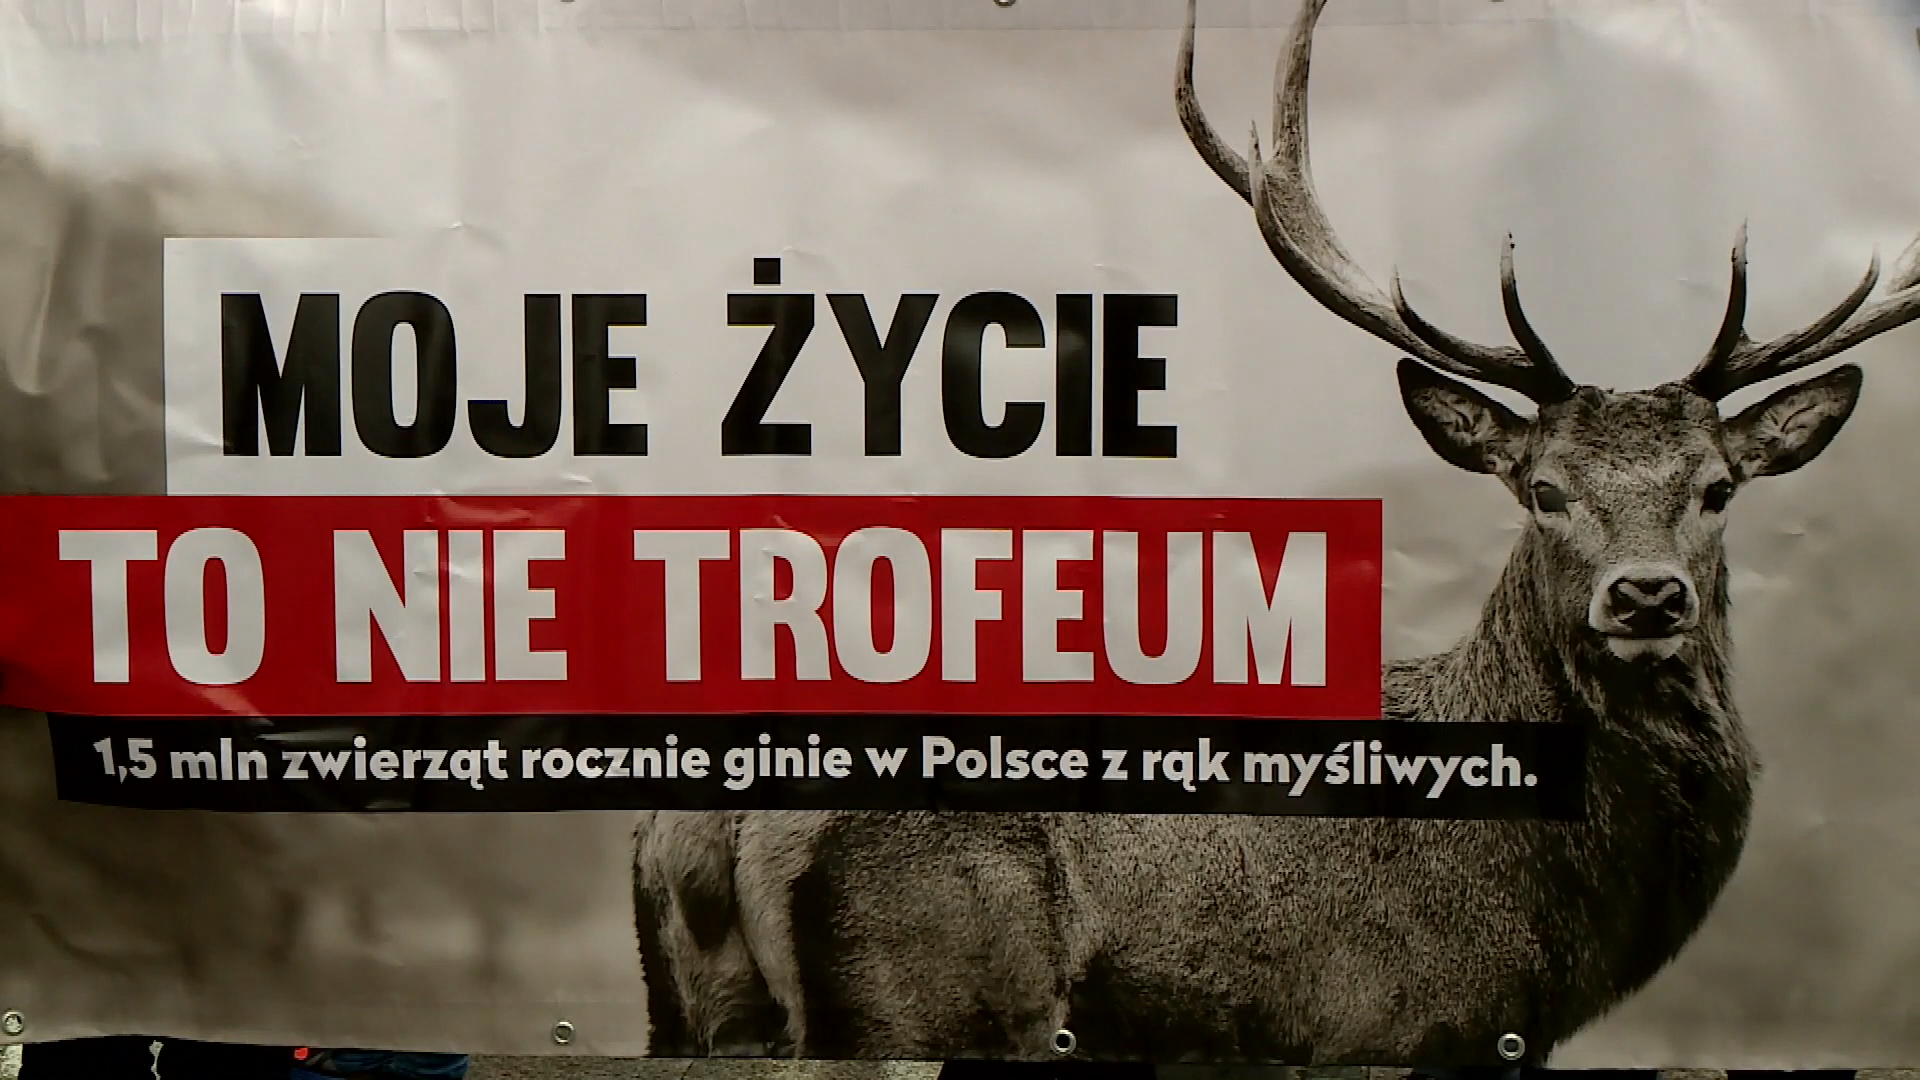 MOJE ŻYCIE
TO NIE TROFEUM
1,5 mln zwierząt rocznie ginie w Polsce z rąk myśliwych.